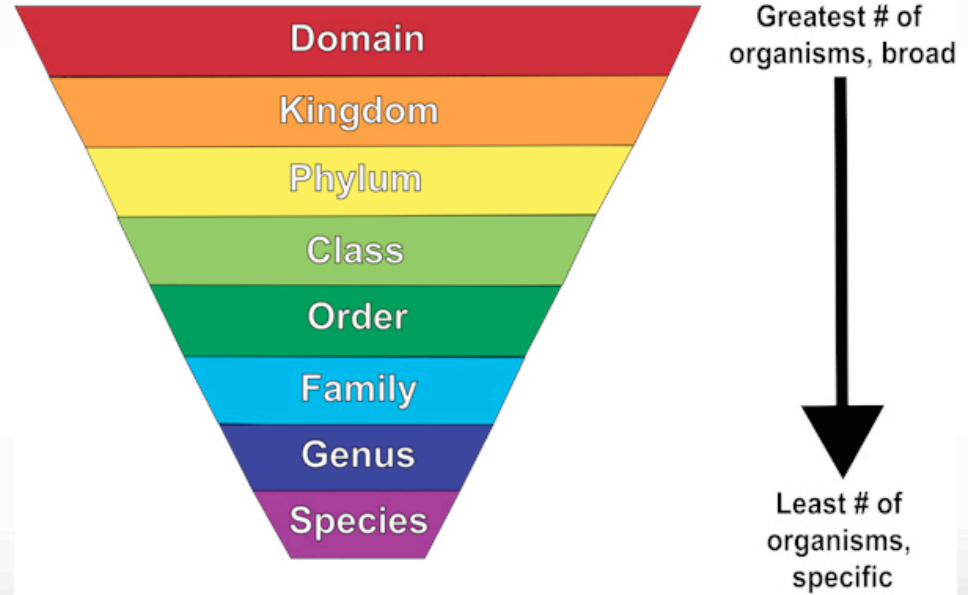 Domain
Kingdom
Phylum
Class
Order
Family
Genus
Species
Greatest # of
organisms, broad
Least # of
organisms,
specific